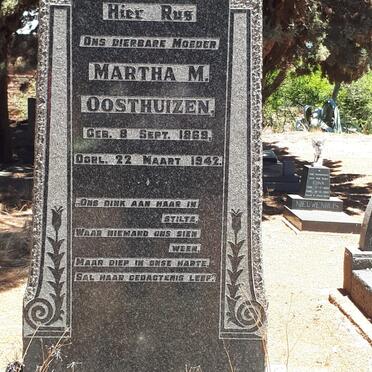 Hier Rus
Ons dierbare Moeder
Martha M.
Oosthuizen,
Geb. 8 Sept. 1869.
Oorl. 22 Maart 1942.
Ons dink aan haar in
stilte,
Waar niemand ons sien
ween,
Maar diep in onse harte,
Sal haar gedagtenis leef.